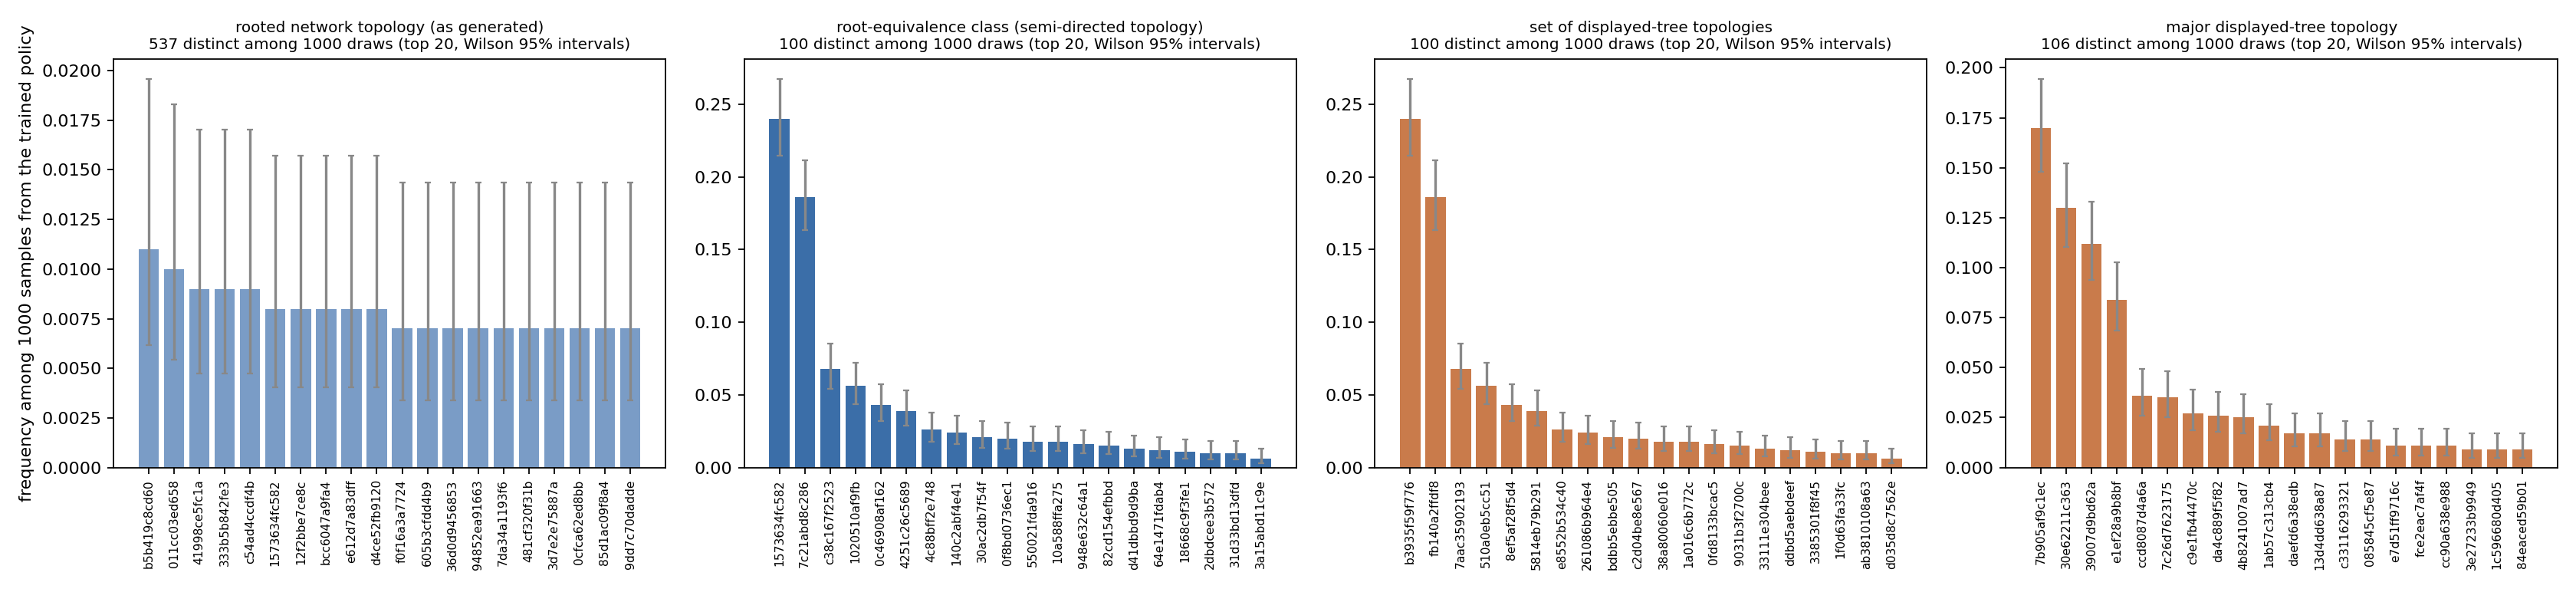 frequency among 1000 samples from the trained policy
rooted network topology (as generated)
537 distinct among 1000 draws (top 20, Wilson 95% intervals)
0.0200
0.0175
0.0150
0.0125
0.0100
0.0075
0.0050
0.0025
0.0000
b5b419c8cd60
011cc03ed658
41998ce5fc1a
333b5b842fe3
c54ad4ccdf4b
1573634fc582
12f2bbe7ce8c
bcc6047a9fa4
e612d7a83dff
d4ce52fb9120
f0f16a3a7724
605b3cfdd4b9
36d0d9456853
94852ea91663
7da34a1193f6
481cf320f31b
3d7e2e75887a
0cfca62ed8bb
85d1ac09f8a4
9dd7c70dadde
root-equivalence class (semi-directed topology)
100 distinct among 1000 draws (top 20, Wilson 95% intervals)
0.25
0.20
0.15
0.10
0.05
0.00
1573634fc582
7c21abd8c286
c38c167f2523
1020510af9fb
0c46908af162
4251c26e5689
4c88bff2e748
140c2abf4e41
30ac2db7f54f
0f8bd0736ec1
550021fda916
10a588ffa275
948e632c64a1
82cd154efbbd
d41dbbd9d9ba
64e1471fdab4
18668c9f3fe1
2dbdcee3b572
31d33bd13dfd
3a15abd11c9e
set of displayed-tree topologies
100 distinct among 1000 draws (top 20, Wilson 95% intervals)
0.25
0.20
0.15
0.10
0.05
0.00
b3935f59f776
fb140a2ffdf8
7aac35902193
510a0eb5cc51
8ef5af28f5d4
5814eb79b291
e8552b534c40
261086b964e4
bdbb5ebbe505
c2d04be8e567
38a80060e016
1a016c6b772c
0fd8133bcac5
9031b3f2700c
33111e304bee
ddbd5aebdeef
3385301f8f45
1f0d63fa33fc
ab3810108a63
d035d8c7562e
major displayed-tree topology
106 distinct among 1000 draws (top 20, Wilson 95% intervals)
0.200
0.175
0.150
0.125
0.100
0.075
0.050
0.025
0.000
7b905af9c1ec
30e6211c363
39007d9bd62a
e1ef28a9b8bf
ccd8087d4a6a
7c26d7623175
c9e1fb44470c
da4c889f5f82
4b8241007ad7
1ab57c313cb4
daefd6a38edb
13d4dd638a87
c33116293321
085845cf5e87
e7d51ff9716c
fce2eac7af4f
cc90a638e988
3e27233b9949
1c596680d405
84eaced59b01